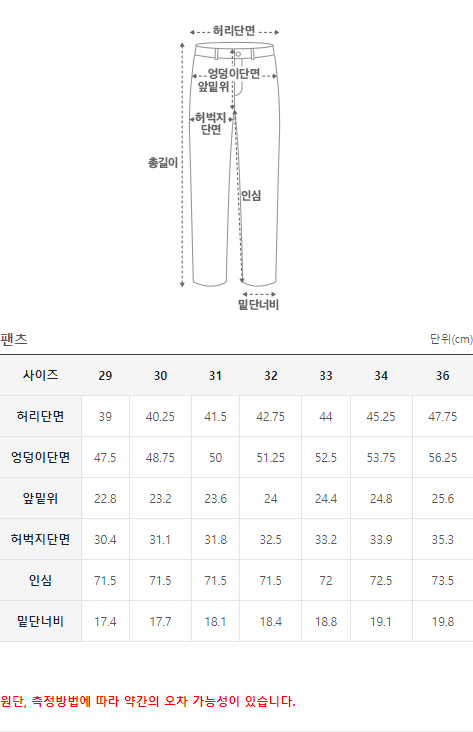 허리단면
엉덩이단면
앞밑위
허벅지
단면
총길이
인심
밑단너비
팬츠 단위(cm)
사이즈 29 30 31 32 33 34 36
허리단면 39 40.25 41.5 42.75 44 45.25 47.75
엉덩이단면 47.5 48.75 50 51.25 52.5 53.75 56.25
앞밑위 22.8 23.2 23.6 24 24.4 24.8 25.6
허벅지단면 30.4 31.1 31.8 32.5 33.2 33.9 35.3
인심 71.5 71.5 71.5 71.5 72 72.5 73.5
밑단너비 17.4 17.7 18.1 18.4 18.8 19.1 19.8
원단, 측정방법에 따라 약간의 오차 가능성이 있습니다.